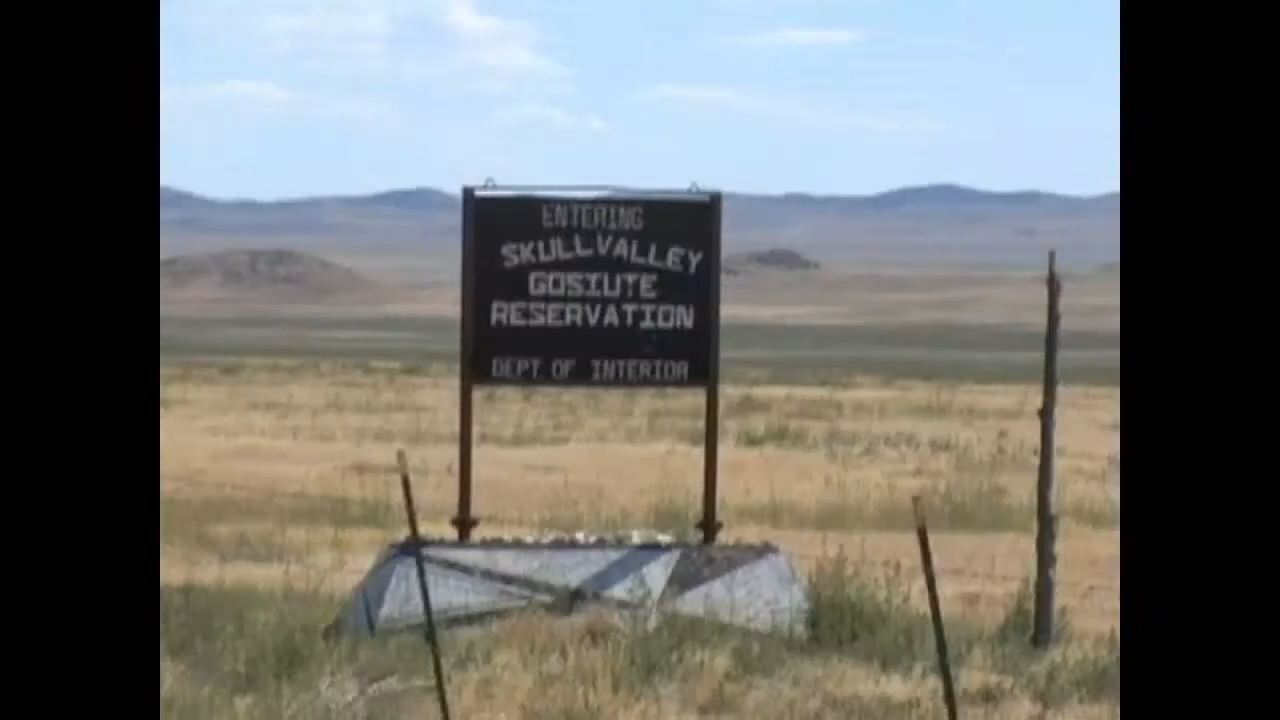 ENTERING
SKULLVALLEY
GOSIUTE
RESERVATION
DEPT OF INTERIOR